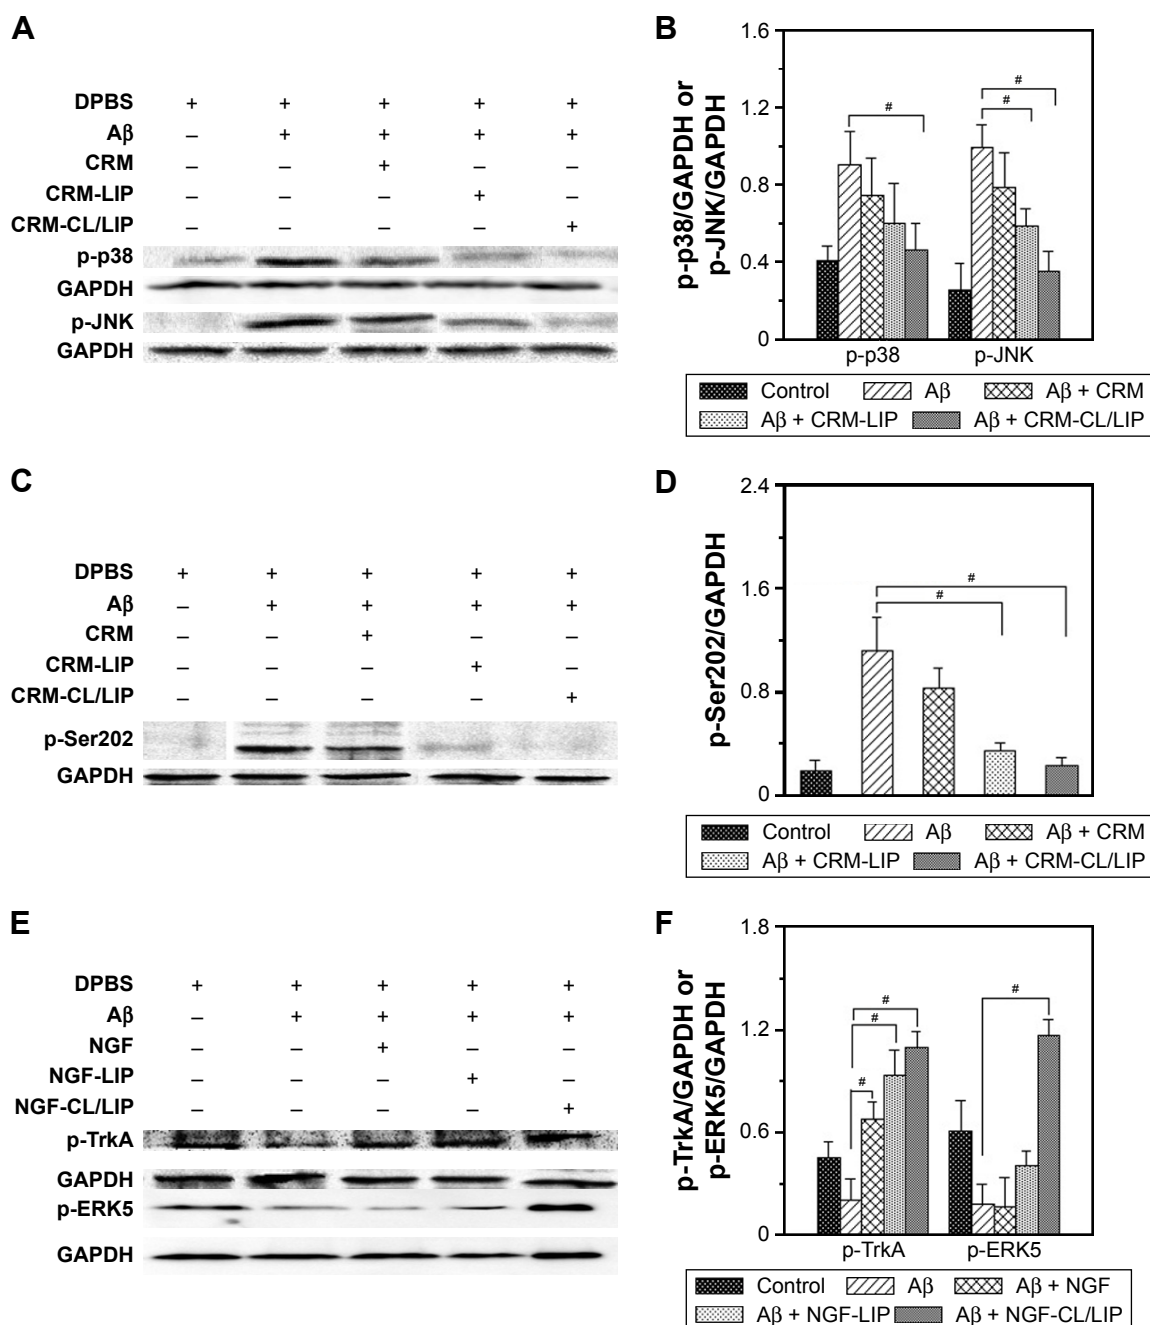 A
DPBS + + + + +
Aβ – + + + +
CRM – – + – –
CRM-LIP – – – + –
CRM-CL/LIP – – – – +
p-p38
GAPDH
p-JNK
GAPDH
B
p-p38/GAPDH or
p-JNK/GAPDH
1.6
1.2
0.8
0.4
0
#
#
#
p-p38 p-JNK
Control Aβ Aβ + CRM
Aβ + CRM-LIP Aβ + CRM-CL/LIP
C
DPBS + + + + +
Aβ – + + + +
CRM – – + – –
CRM-LIP – – – + –
CRM-CL/LIP – – – – +
p-Ser202
GAPDH
D
p-Ser202/GAPDH
2.4
1.6
0.8
0
#
#
Control Aβ Aβ + CRM
Aβ + CRM-LIP Aβ + CRM-CL/LIP
E
DPBS + + + + +
Aβ – + + + +
NGF – – + – –
NGF-LIP – – – + –
NGF-CL/LIP – – – – +
p-TrkA
GAPDH
p-ERK5
GAPDH
F
p-TrkA/GAPDH or
p-ERK5/GAPDH
1.8
1.2
0.6
0
#
#
#
#
p-TrkA p-ERK5
Control Aβ Aβ + NGF
Aβ + NGF-LIP Aβ + NGF-CL/LIP